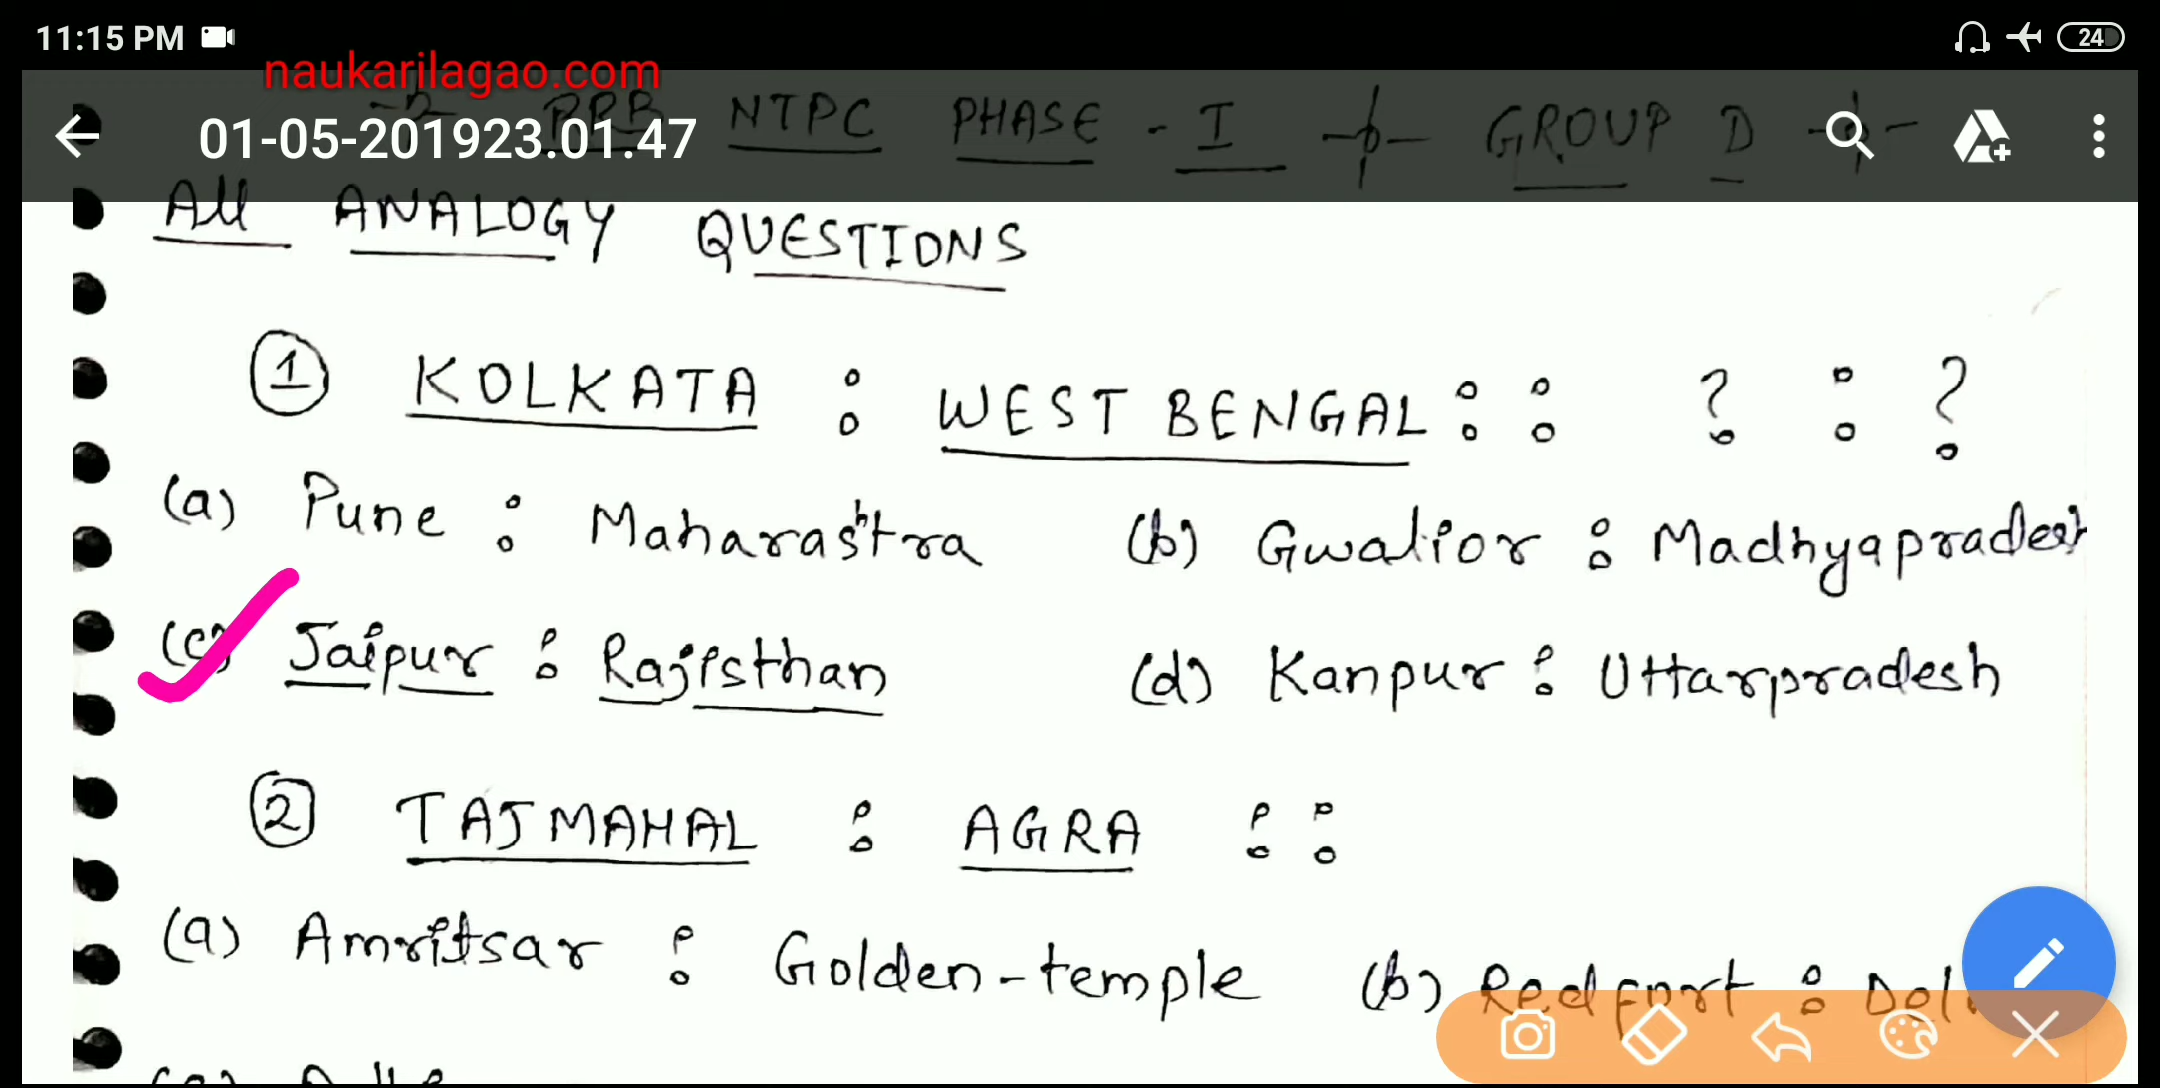 11:15 PM 24
naukarilagao.com
01-05-201923.01.47
RRB NTPC PHASE - I GROUP D
All ANALOGY QUESTIONS
1 KOLKATA : WEST BENGAL : : ? : ?
(a) Pune : Maharashtra (b) Gwalior : Madhyapradesh
(c) Jaipur : Rajisthan (d) Kanpur : Uttarpradesh
2 TAJMAHAL : AGRA : :
(a) Amritsar : Golden-temple (b) Red fort :